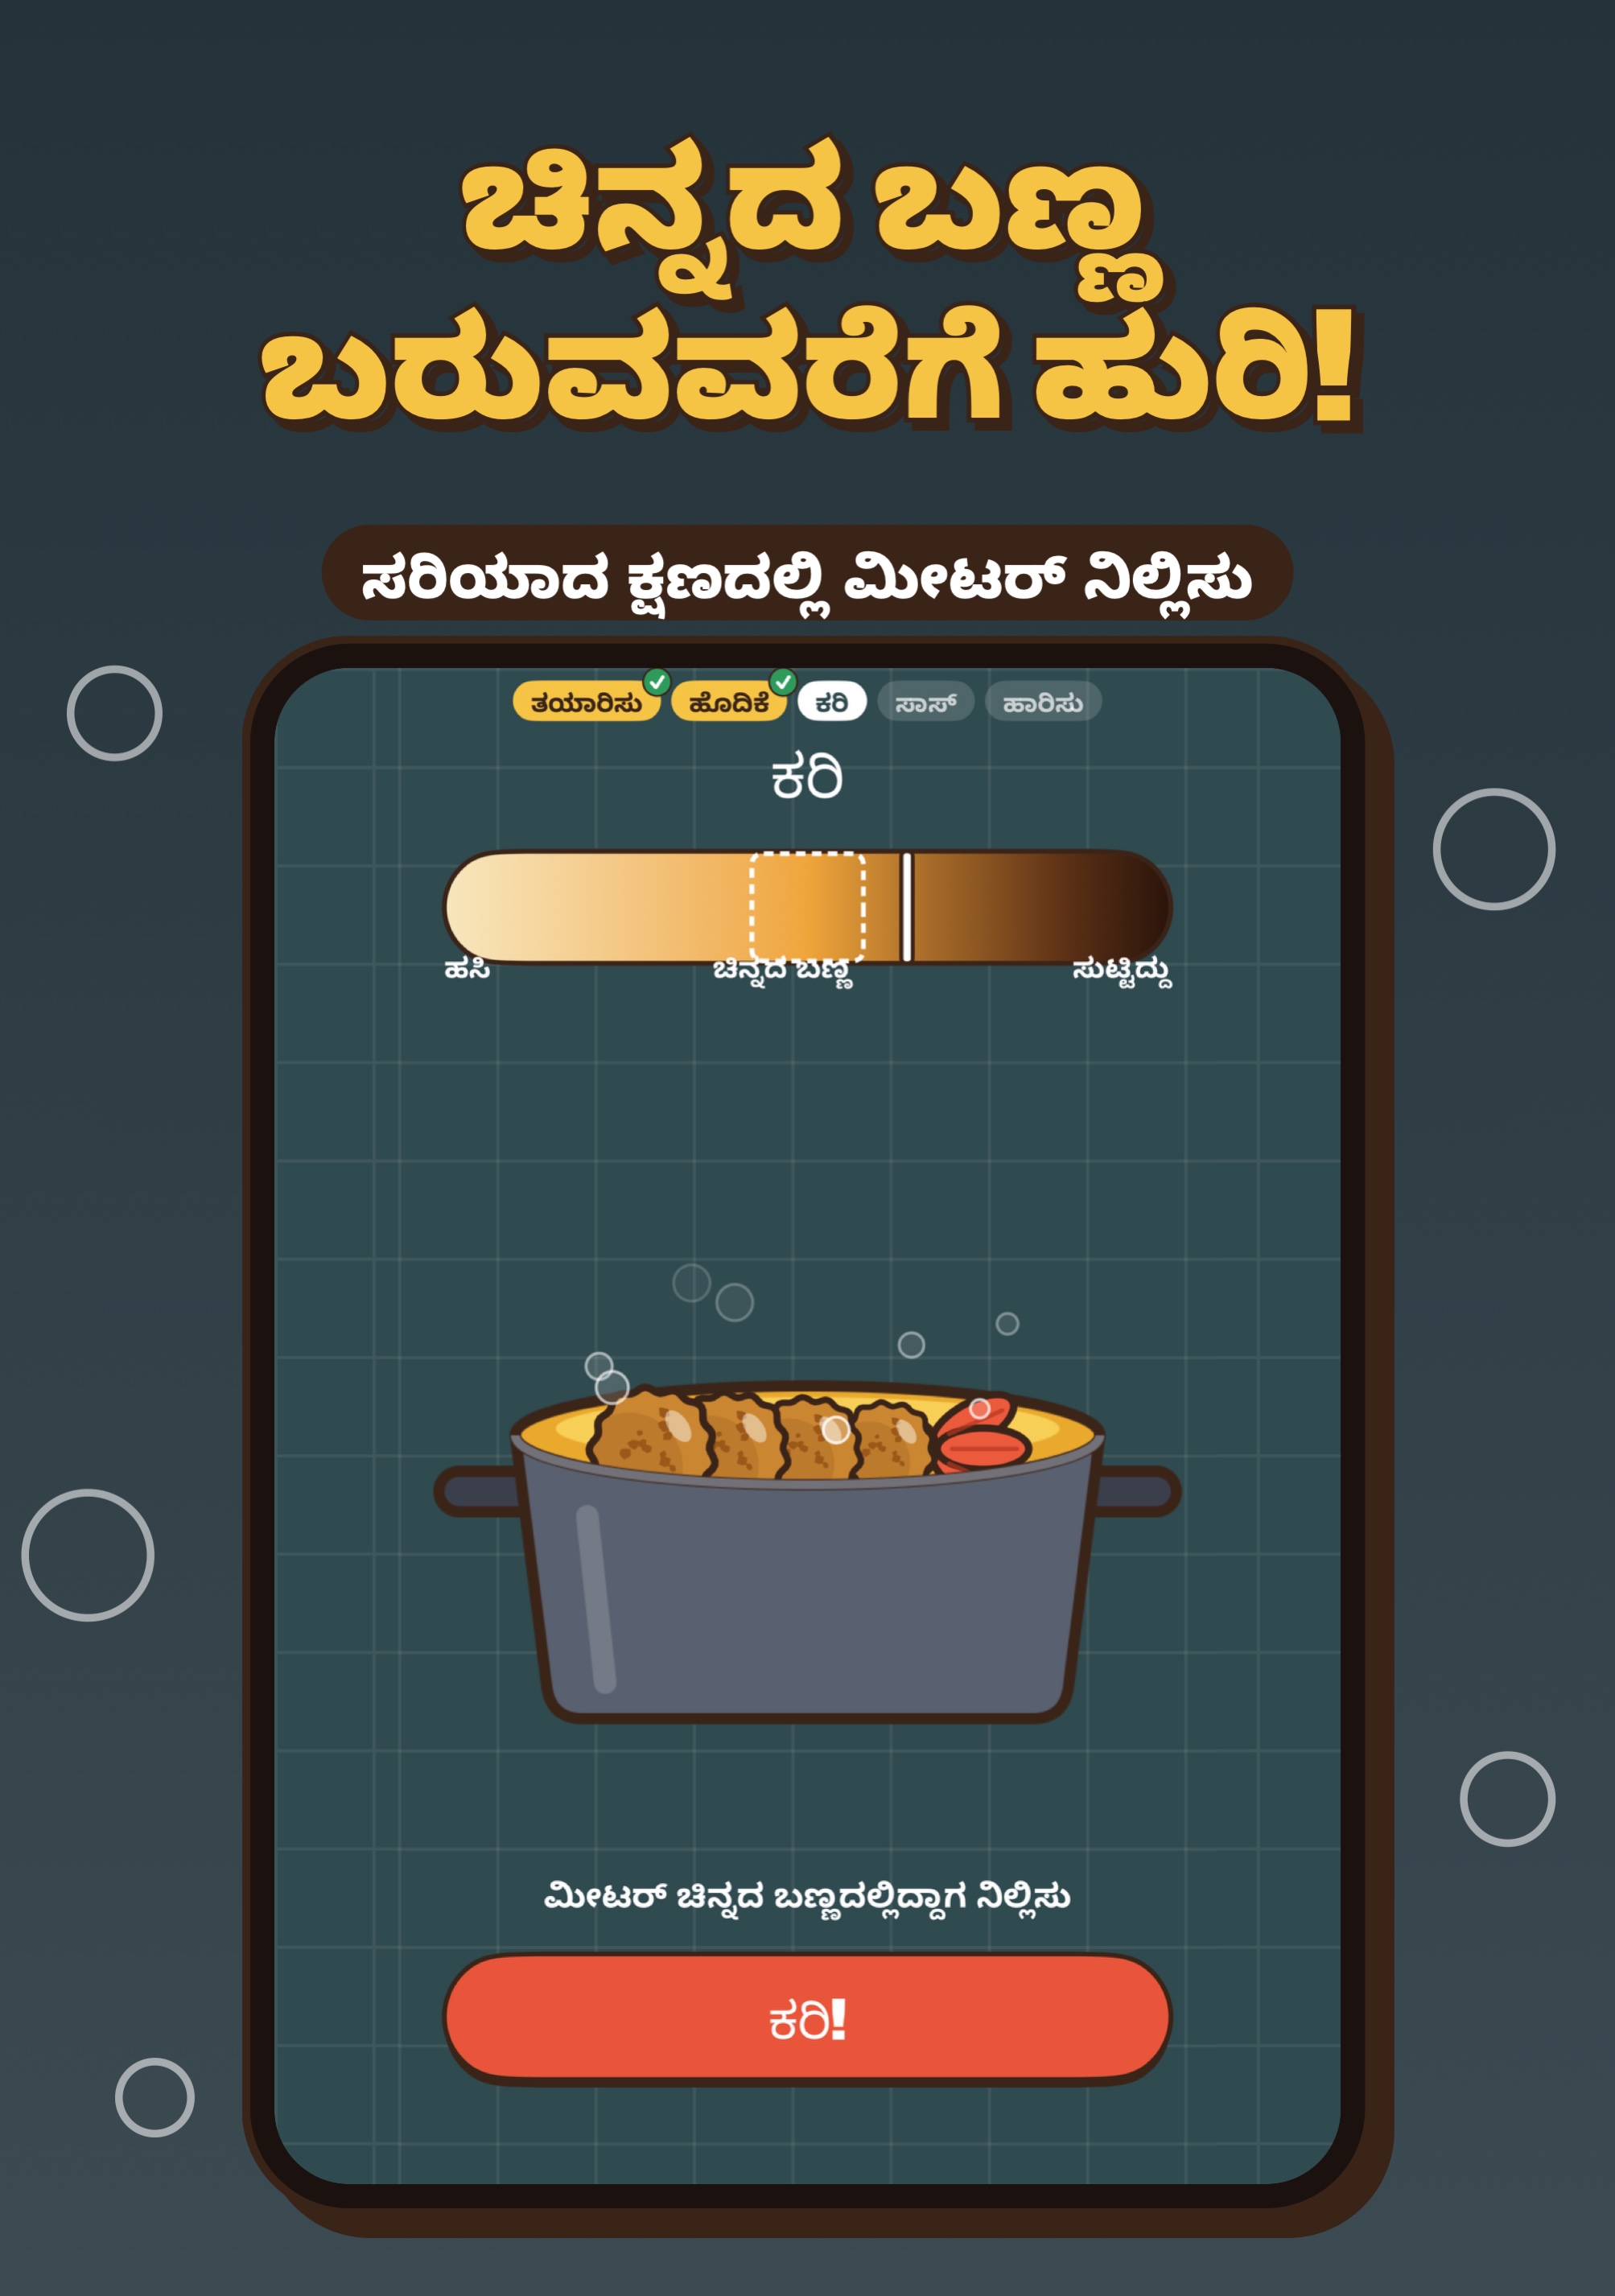 ಚಿನ್ನದ ಬಣ್ಣ
ಬರುವವರೆಗೆ ಹುರಿ!
ಸರಿಯಾದ ಕ್ಷಣದಲ್ಲಿ ಮೀಟರ್ ನಿಲ್ಲಿಸು
ತಯಾರಿಸು ಹೊದಿಕೆ ಕರಿ ಸಾಸ್ ಹಾರಿಸು
ಕರಿ
ಹಸಿ ಚಿನ್ನದ ಬಣ್ಣ ಸುಟ್ಟಿದ್ದು
ಮೀಟರ್ ಚಿನ್ನದ ಬಣ್ಣದಲ್ಲಿದ್ದಾಗ ನಿಲ್ಲಿಸು
ಕರಿ!